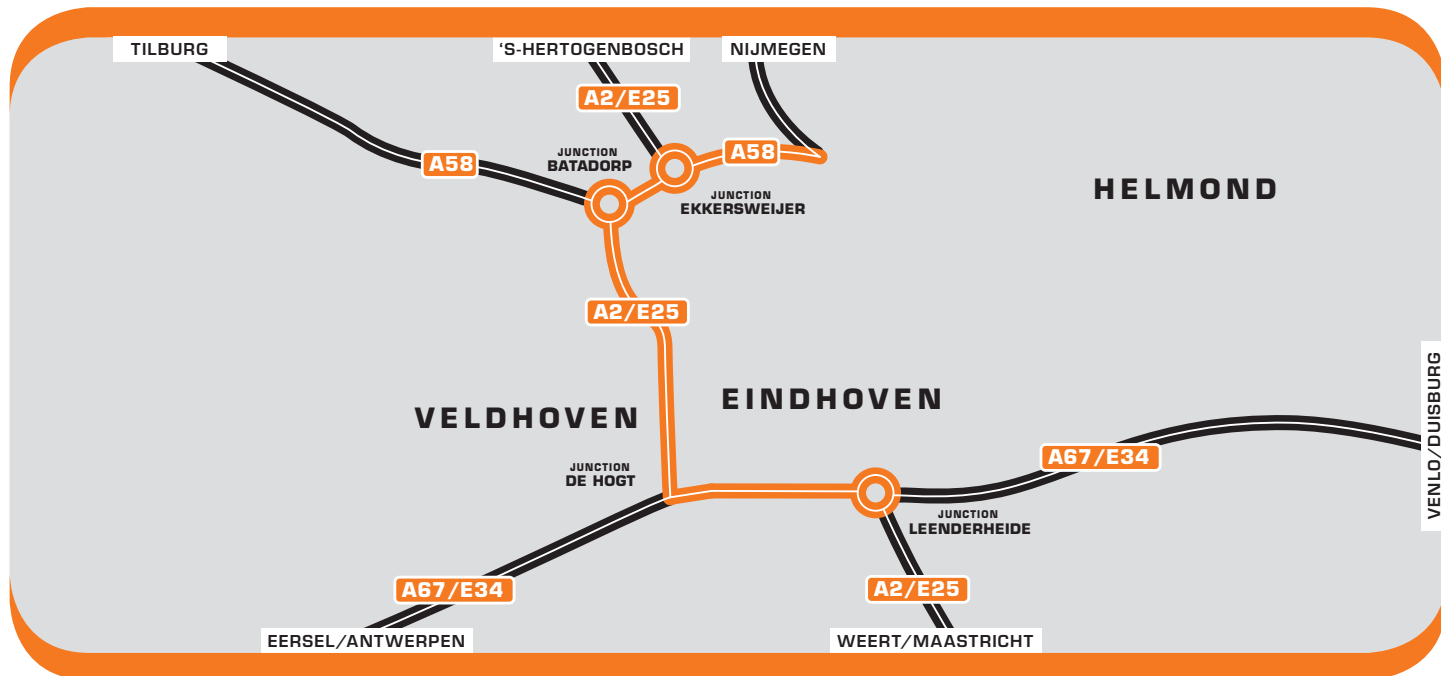 TILBURG
‘S-HERTOGENBOSCH
NIJMEGEN
A2/E25
A58
A58
JUNCTION
BATADORP
JUNCTION
EKKERSWEIJER
HELMOND
A2/E25
VENLO/DUISBURG
EINDHOVEN
VELDHOVEN
A67/E34
JUNCTION
DE HOGT
JUNCTION
LEENDERHEIDE
A67/E34
A2/E25
EERSEL/ANTWERPEN
WEERT/MAASTRICHT